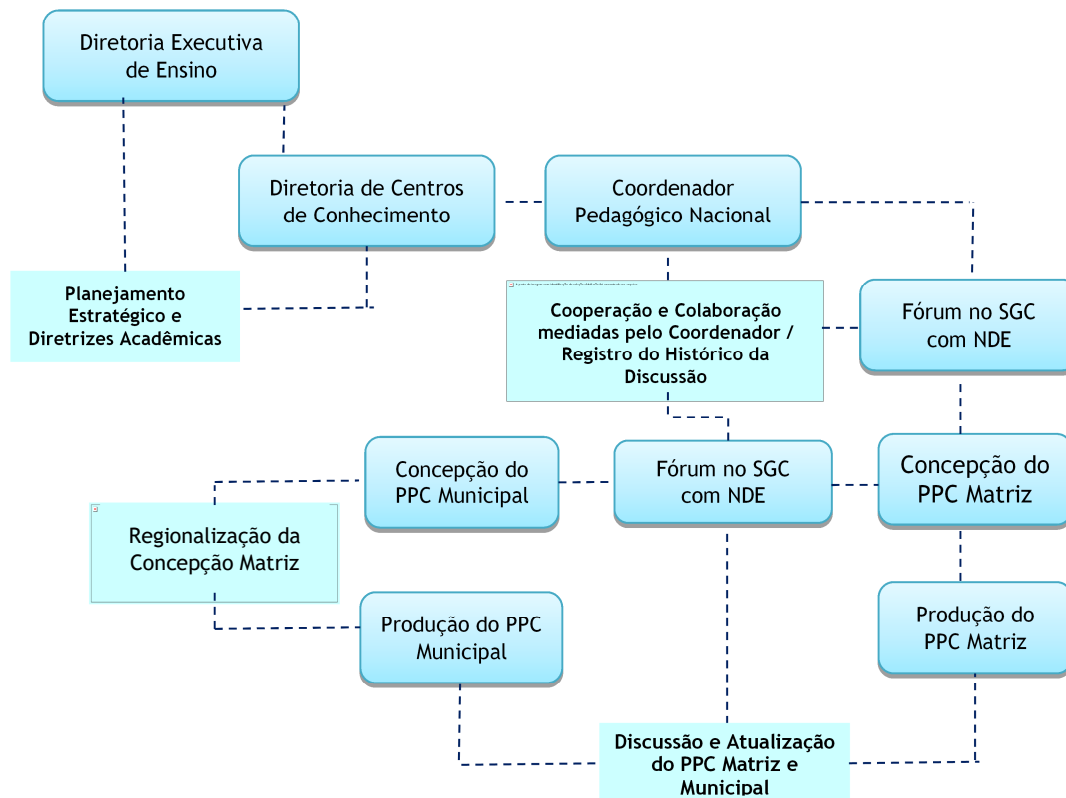 Diretoria Executiva
de Ensino
Diretoria de Centros
de Conhecimento
Coordenador
Pedagógico Nacional
Planejamento
Estratégico e
Diretrizes Acadêmicas
Cooperação e Colaboração
mediadas pelo Coordenador /
Registro do Histórico da
Discussão
Fórum no SGC
com NDE
Concepção do
PPC Municipal
Fórum no SGC
com NDE
Concepção do
PPC Matriz
Regionalização da
Concepção Matriz
Produção do PPC
Municipal
Produção do
PPC Matriz
Discussão e Atualização
do PPC Matriz e
Municipal